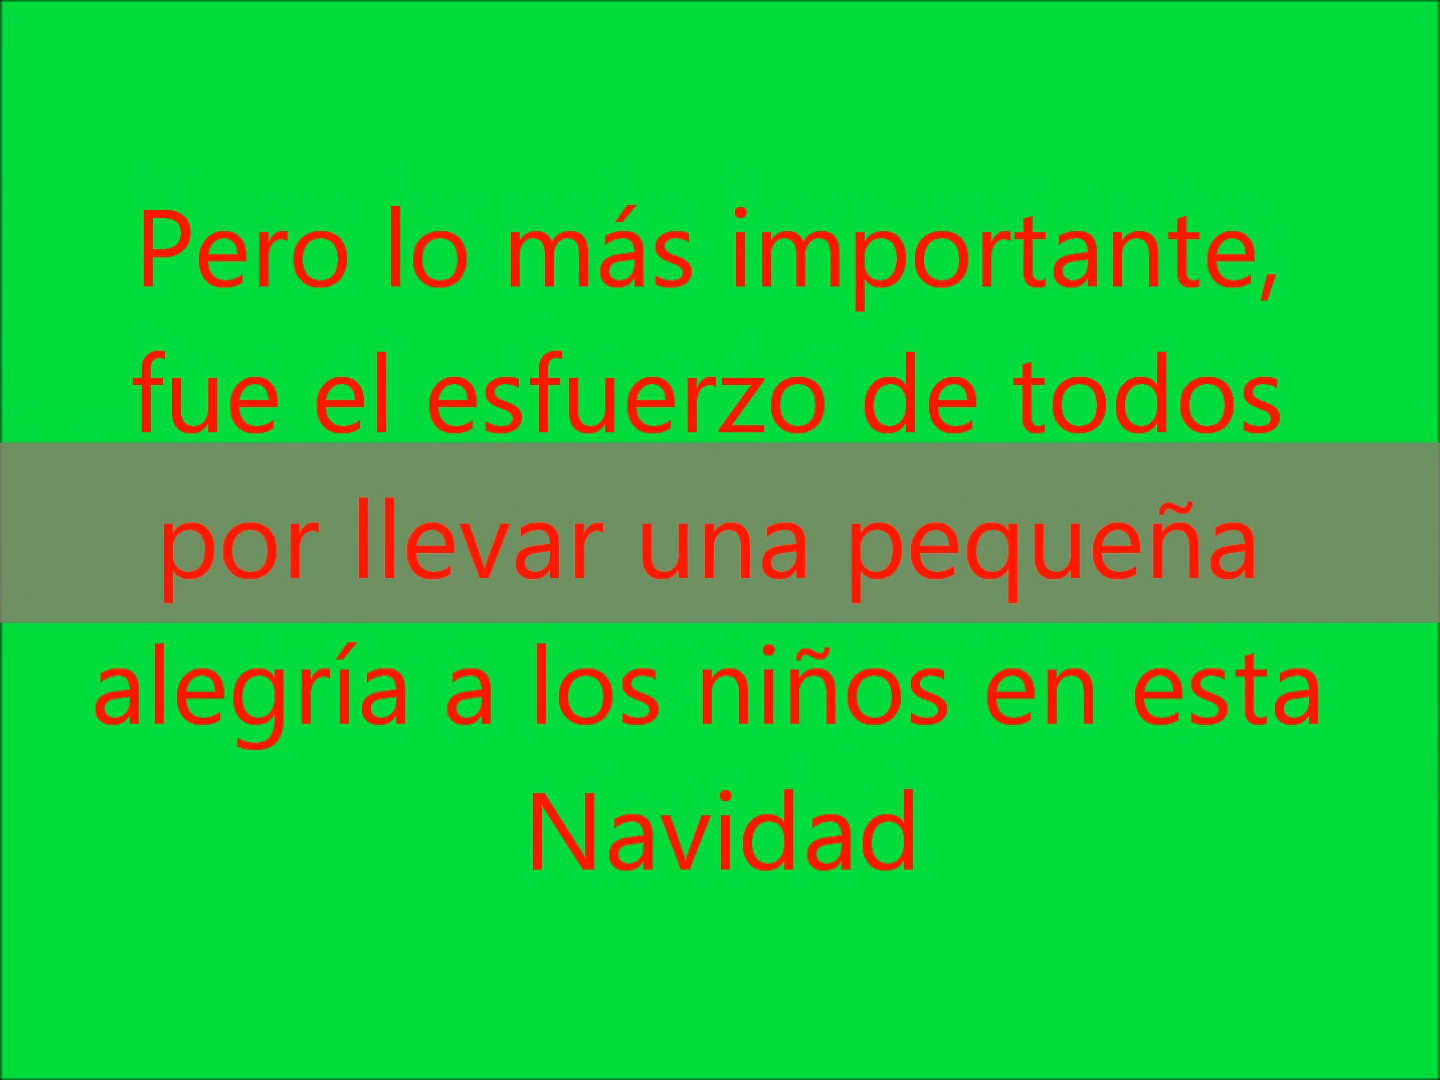 Pero lo más importante,
fue el esfuerzo de todos
por llevar una pequeña
alegría a los niños en esta
Navidad